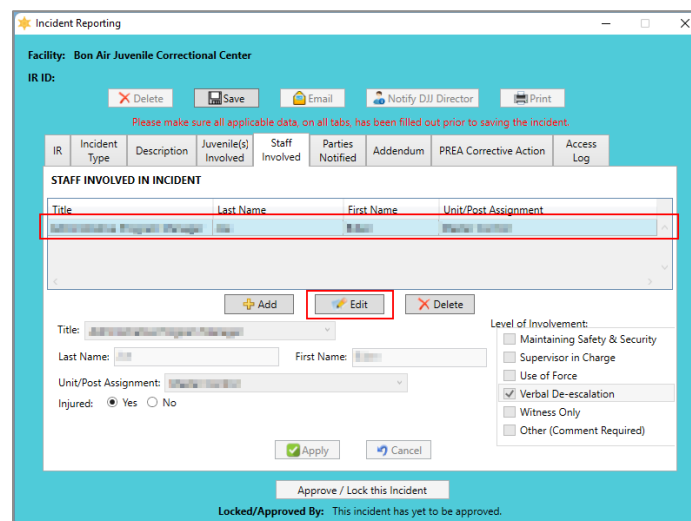 Incident Reporting
Facility: Bon Air Juvenile Correctional Center
IR ID:
Delete Save Email Notify DJJ Director Print
Please make sure all applicable data, on all tabs, has been filled out prior to saving the incident.
IR Incident Type Description Juvenile(s) Involved Staff Involved Parties Notified Addendum PREA Corrective Action Access Log
STAFF INVOLVED IN INCIDENT
Title Last Name First Name Unit/Post Assignment
Add Edit Delete
Level of Involvement:
Title:
Maintaining Safety & Security
Last Name: First Name:
Supervisor in Charge
Use of Force
Unit/Post Assignment:
Verbal De-escalation
Injured: Yes No
Witness Only
Other (Comment Required)
Apply Cancel
Approve / Lock this Incident
Locked/Approved By: This incident has yet to be approved.